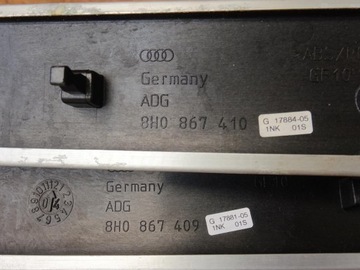 Germany
ADG
8H0 867 410
G 17884-05
1NK 01S
Germany
ADG
8H0 867 409
G 17881-05
1NK 01S